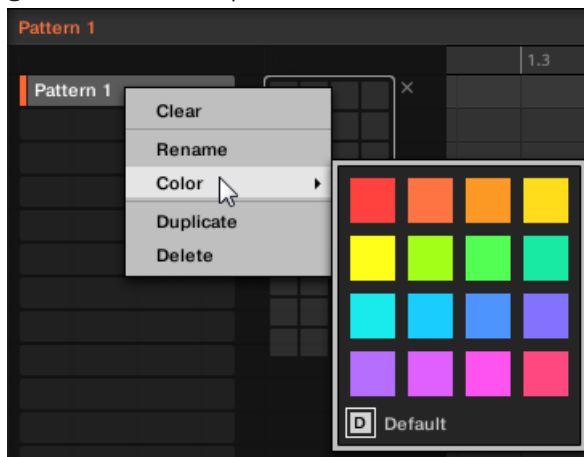 Pattern 1
1.3
Pattern 1
×
Clear
Rename
Color
Duplicate
Delete
D Default